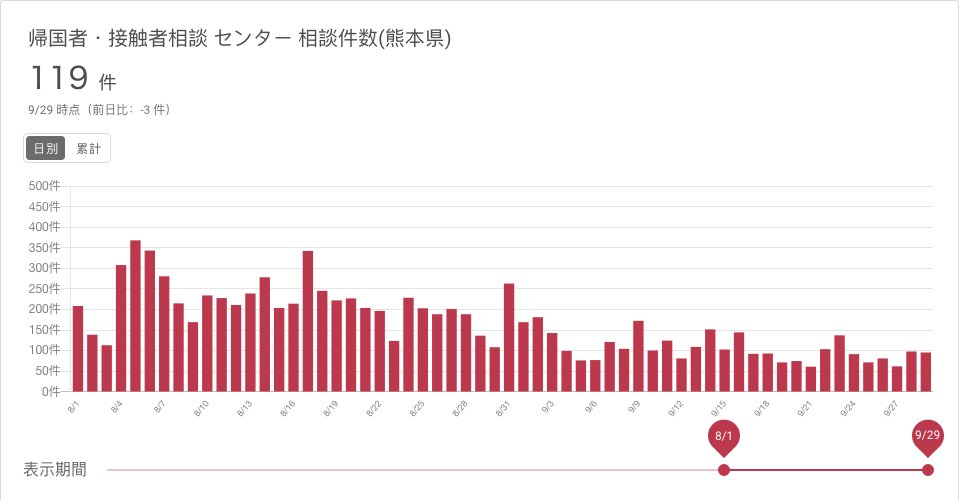 帰国者・接触者相談 センター 相談件数(熊本県)
119 件
9/29 時点（前日比：-3 件）
日別 累計
500件
450件
400件
350件
300件
250件
200件
150件
100件
50件
0件
8/1 8/4 8/7 8/10 8/13 8/16 8/19 8/22 8/25 8/28 8/31 9/3 9/6 9/9 9/12 9/15 9/18 9/21 9/24 9/27
8/1 9/29
表示期間